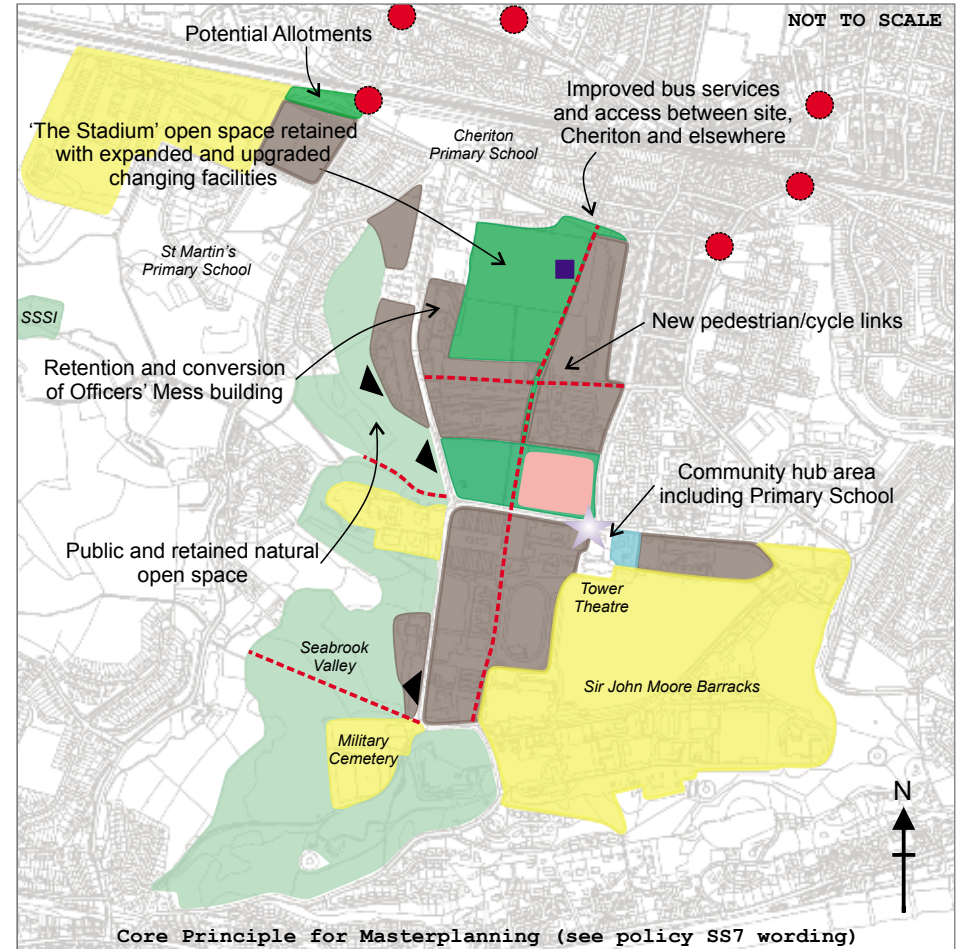 NOT TO SCALE
Potential Allotments
Improved bus services
and access between site,
Cheriton and elsewhere
'The Stadium' open space retained
with expanded and upgraded
changing facilities
Cheriton
Primary School
St Martin's
Primary School
SSSI
New pedestrian/cycle links
Retention and conversion
of Officers' Mess building
Community hub area
including Primary School
Public and retained natural
open space
Tower
Theatre
Seabrook
Valley
Sir John Moore Barracks
Military
Cemetery
N
Core Principle for Masterplanning (see policy SS7 wording)